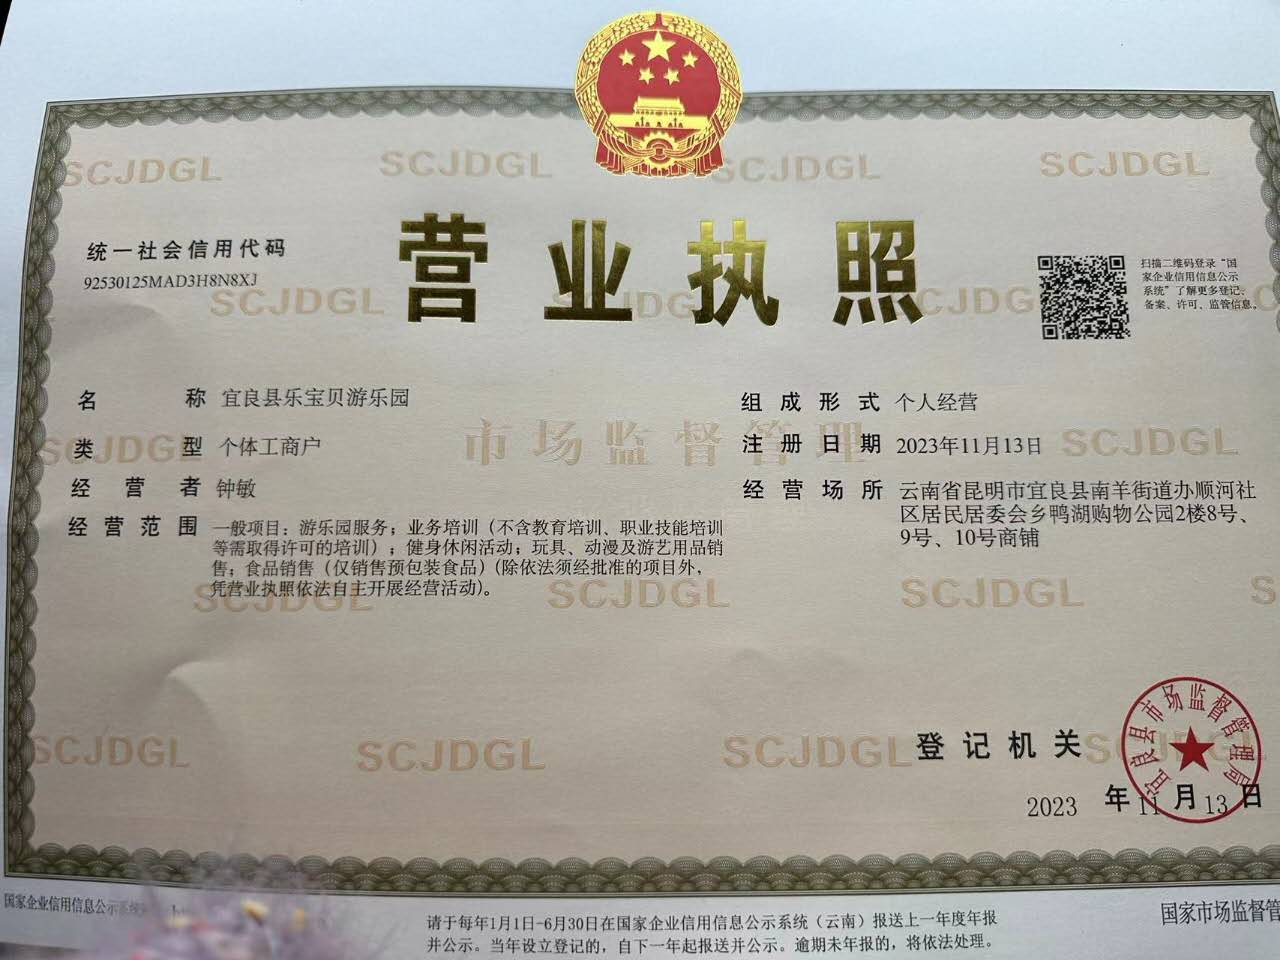 SCJDGL SCJDGL SCJDGL SCJDGL
营业执照
统一社会信用代码
92530125MAD3H8N8XJ
扫描二维码登录“国
家企业信用信息公示
系统”了解更多登记、
备案、许可、监管信息。
SCJDGL
名称 宜良县乐宝贝游乐园
类型 个体工商户
经营者 钟敏
经营范围 一般项目：游乐园服务；业务培训（不含教育培训、职业技能培训
等需取得许可的培训）；健身休闲活动；玩具、动漫及游艺用品销
售；食品销售（仅销售预包装食品）（除依法须经批准的项目外，
凭营业执照依法自主开展经营活动）。
组成形式 个人经营
注册日期 2023年11月13日
经营场所 云南省昆明市宜良县南羊街道办顺河社
区居民居委会乡鸭湖购物公园2楼8号、
9号、10号商铺
市场监督管理
SCJDGL SCJDGL
SCJDGL SCJDGL SCJDGL
SCJDGL SCJDGL SCJDGL
登记机关
宜良县市场监督管理局
2023 年 11 月 13 日
国家企业信用信息公示系统
请于每年1月1日-6月30日在国家企业信用信息公示系统（云南）报送上一年度年报
并公示。当年设立登记的，自下一年起报送并公示。逾期未年报的，将依法处理。
国家市场监督管